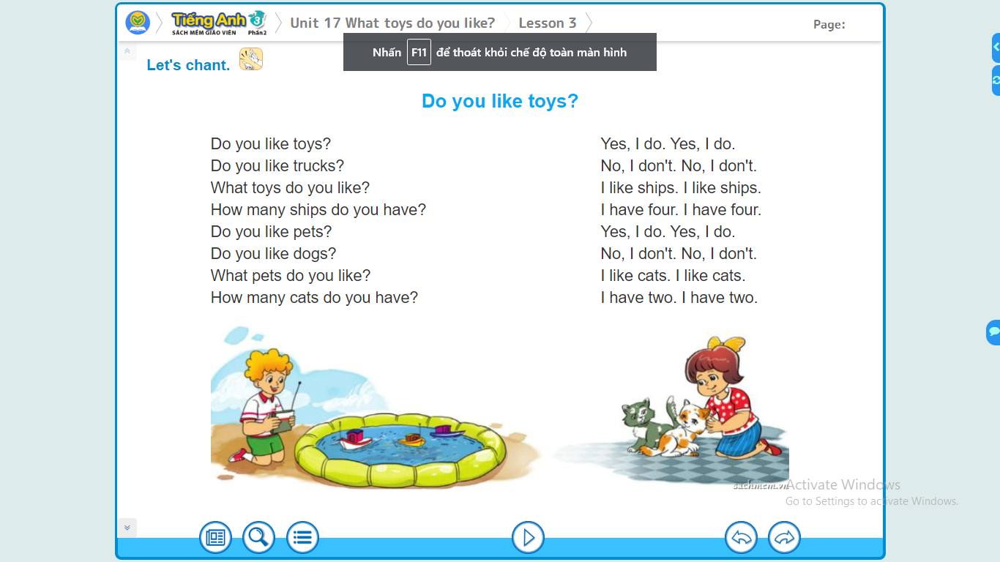 Tiếng Anh 3
SÁCH MỀM GIÁO VIÊN Phần 2
Unit 17 What toys do you like?
Lesson 3
Page:
Nhấn F11 để thoát khỏi chế độ toàn màn hình
Let's chant.
Do you like toys?
Do you like toys? Yes, I do. Yes, I do.
Do you like trucks? No, I don't. No, I don't.
What toys do you like? I like ships. I like ships.
How many ships do you have? I have four. I have four.
Do you like pets? Yes, I do. Yes, I do.
Do you like dogs? No, I don't. No, I don't.
What pets do you like? I like cats. I like cats.
How many cats do you have? I have two. I have two.
sachmem.vn
Activate Windows
Go to Settings to activate Windows.